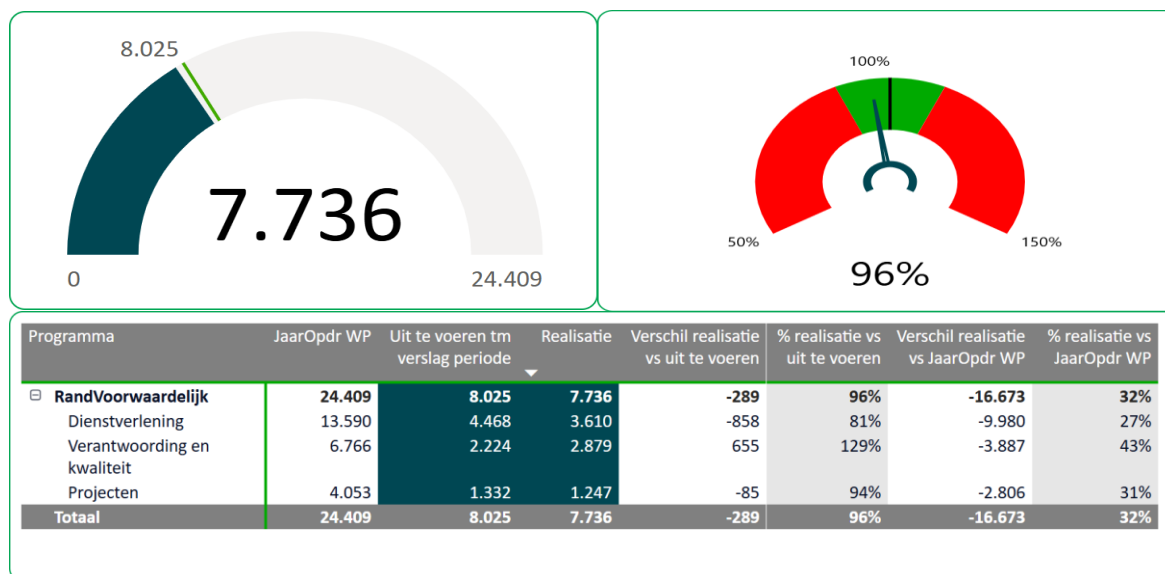 8.025
7.736
0
24.409
100%
50%
150%
96%
Programma JaarOpdr WP Uit te voeren tm verslag periode Realisatie Verschil realisatie vs uit te voeren % realisatie vs uit te voeren Verschil realisatie vs JaarOpdr WP % realisatie vs JaarOpdr WP
RandVoorwaardelijk 24.409 8.025 7.736 -289 96% -16.673 32%
Dienstverlening 13.590 4.468 3.610 -858 81% -9.980 27%
Verantwoording en kwaliteit 6.766 2.224 2.879 655 129% -3.887 43%
Projecten 4.053 1.332 1.247 -85 94% -2.806 31%
Totaal 24.409 8.025 7.736 -289 96% -16.673 32%